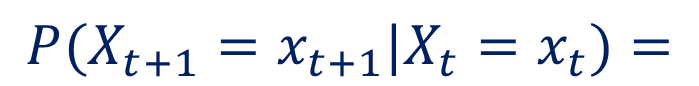 P(X_{t+1} = x_{t+1}|X_t = x_t) =